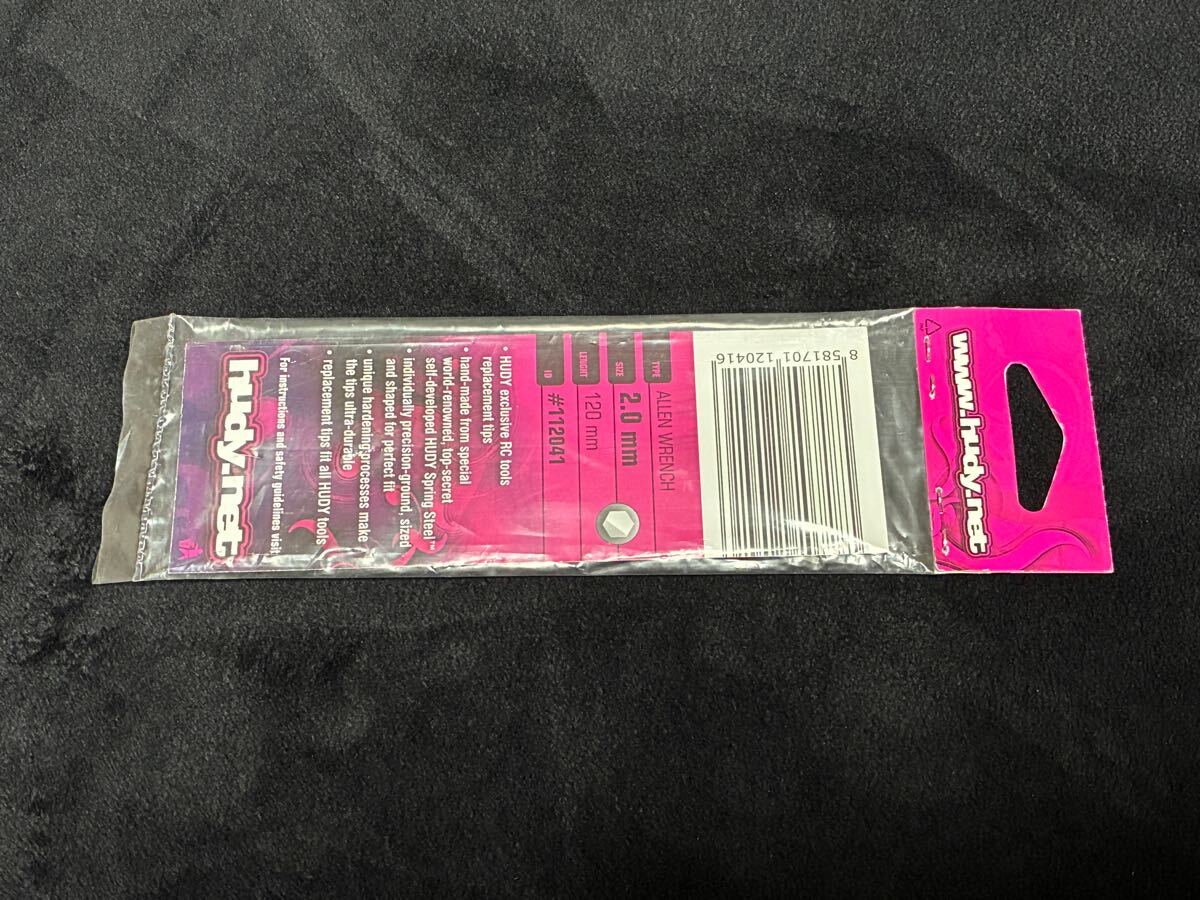 www.hudy.net
8 581701 120416
TYPE ALLEN WRENCH
SIZE 2.0 mm
LENGHT 120 mm
ID #112041
• HUDY exclusive RC tools
replacement tips
• hand-made from special
world-renowned, top-secret
self-developed HUDY Spring Steel™
• individually precision-ground, sized
and shaped for perfect fit
• unique hardening processes make
the tips ultra-durable
• replacement tips fit all HUDY tools
For instructions and safety guidelines visit:
hudy.net